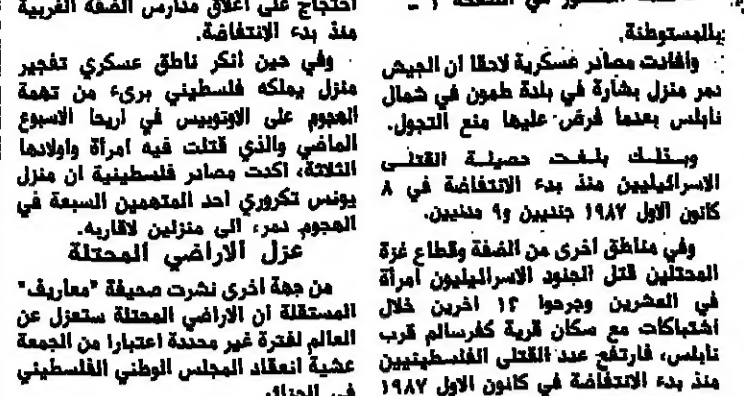 بالمستوطنة.
وافادت مصادر عسكرية لاحقا ان الجيش
دمر منزل بشارة في بلدة طمون في شمال
نابلس بعدما فرض عليها منع التجول.
وبذلك بلغت حصيلة القتلى
الاسرائيليين منذ بدء الانتفاضة في ٨
كانون الاول ١٩٨٧ جنديين و٩ مدنيين.
وفي مناطق اخرى من الضفة وقطاع غزة
المحتلين قتل الجنود الاسرائيليون امرأة
في العشرين وجرحوا ١٢ اخرين خلال
اشتباكات مع سكان قرية كفرسالم قرب
نابلس، فارتفع عدد القتلى الفلسطينيين
منذ بدء الانتفاضة في كانون الاول ١٩٨٧
احتجاج على اغلاق مدارس الضفة الغربية
منذ بدء الانتفاضة.
وفي حين انكر ناطق عسكري تفجير
منزل يملكه فلسطيني بريء من تهمة
الهجوم على الاوتوبيس في اريحا الاسبوع
الماضي والذي قتلت فيه امرأة واولادها
الثلاثة، اكدت مصادر فلسطينية ان منزل
يونس تكروري احد المتهمين السبعة في
الهجوم دمر، الى منزلين لاقاربه.
عزل الاراضي المحتلة
من جهة اخرى نشرت صحيفة "معاريف"
المستقلة ان الاراضي المحتلة ستعزل عن
العالم لفترة غير محددة اعتبارا من الجمعة
عشية انعقاد المجلس الوطني الفلسطيني
في الجزائر